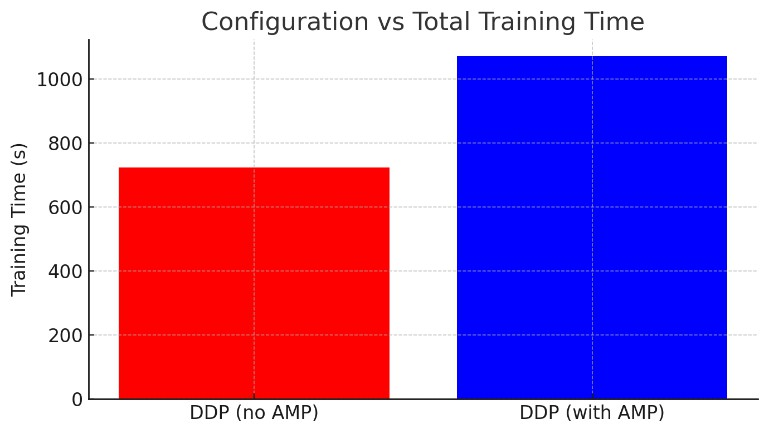 Configuration vs Total Training Time
Training Time (s)
1000
800
600
400
200
0
DDP (no AMP)
DDP (with AMP)